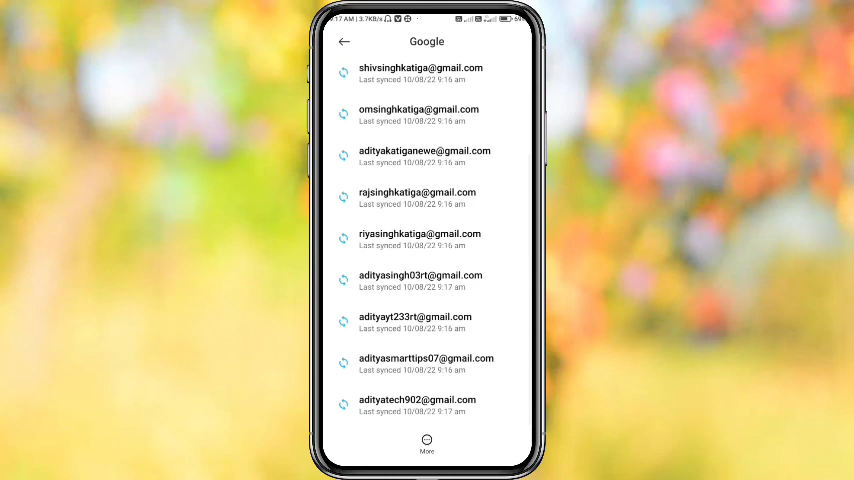 9:17 AM | 3.7KB/s
Google
shivsinghkatiga@gmail.com
Last synced 10/08/22 9:16 am
omsinghkatiga@gmail.com
Last synced 10/08/22 9:16 am
adityakatiganewe@gmail.com
Last synced 10/08/22 9:16 am
rajsinghkatiga@gmail.com
Last synced 10/08/22 9:16 am
riyasinghkatiga@gmail.com
Last synced 10/08/22 9:16 am
adityasingh03rt@gmail.com
Last synced 10/08/22 9:17 am
adityayt233rt@gmail.com
Last synced 10/08/22 9:16 am
adityasmarttips07@gmail.com
Last synced 10/08/22 9:16 am
adityatech902@gmail.com
Last synced 10/08/22 9:17 am
More